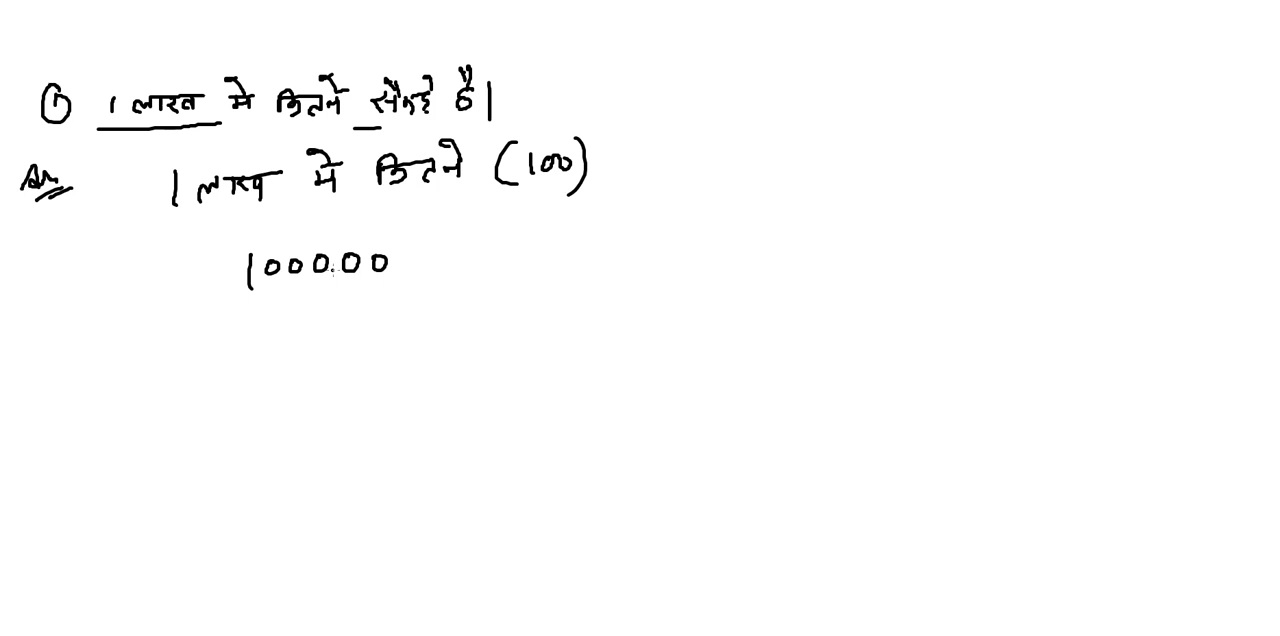 ① 1 लाख में कितने सैंकड़े हैं|
Ans 1 लाख में कितने (100)
1000.00